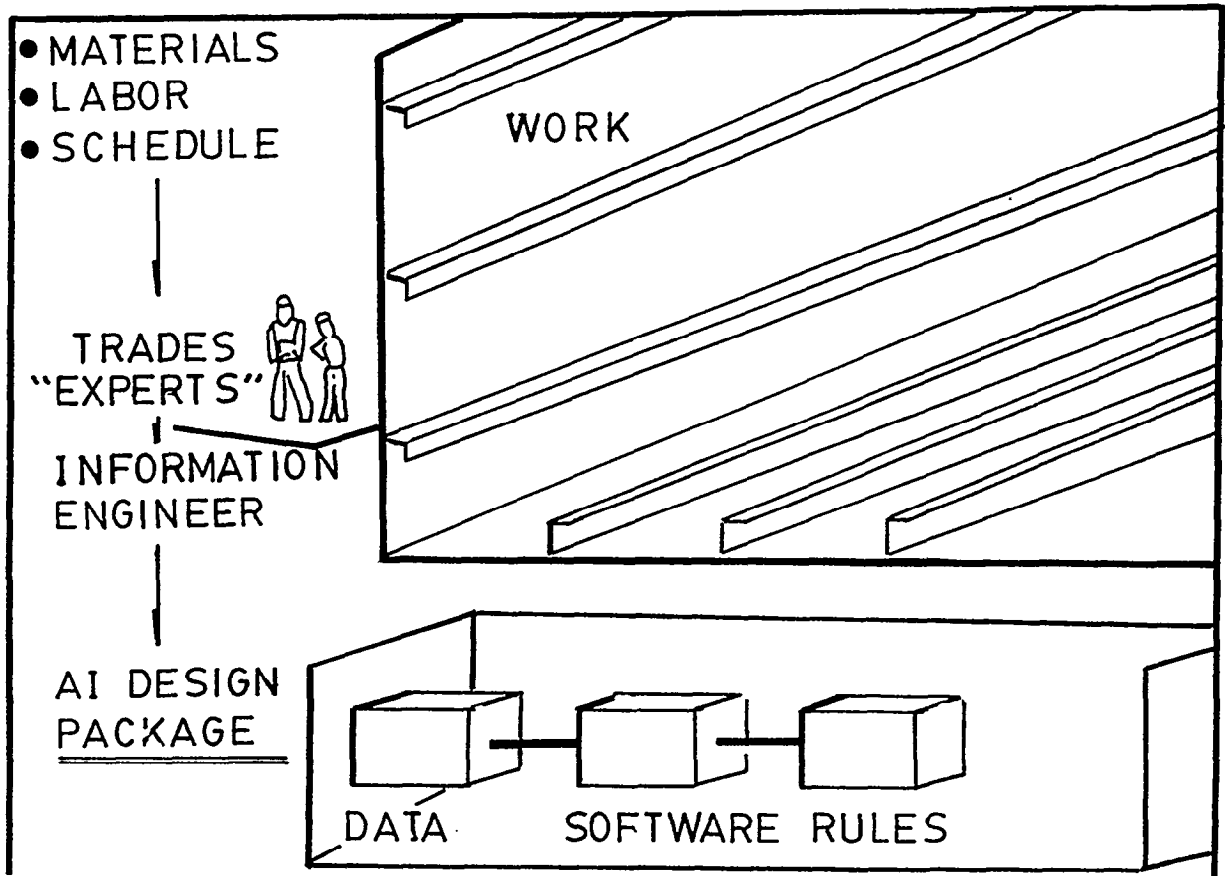 • MATERIALS
• LABOR
• SCHEDULE
WORK
TRADES
"EXPERTS"
INFORMATION
ENGINEER
AI DESIGN
PACKAGE
DATA SOFTWARE RULES